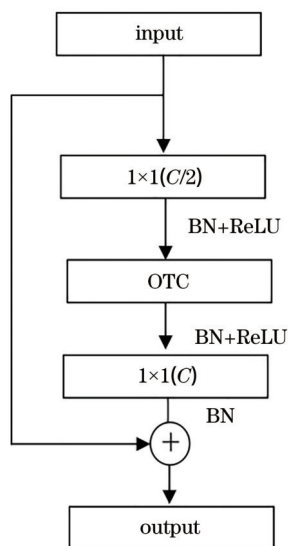 input
1×1(C/2)
BN+ReLU
OTC
BN+ReLU
1×1(C)
BN
+
output